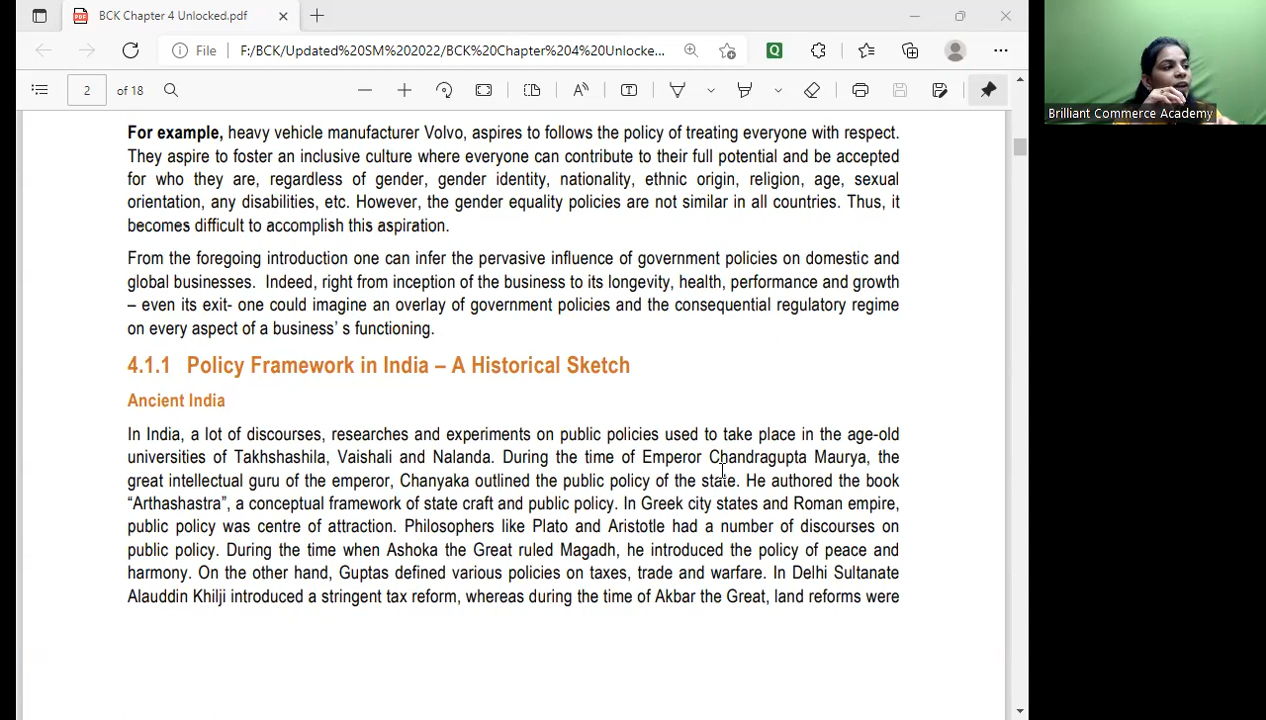 BCK Chapter 4 Unlocked.pdf
File
F:/BCK/Updated%20SM%202022/BCK%20Chapter%204%20Unlocke...
2 of 18
For example, heavy vehicle manufacturer Volvo, aspires to follows the policy of treating everyone with respect.
They aspire to foster an inclusive culture where everyone can contribute to their full potential and be accepted
for who they are, regardless of gender, gender identity, nationality, ethnic origin, religion, age, sexual
orientation, any disabilities, etc. However, the gender equality policies are not similar in all countries. Thus, it
becomes difficult to accomplish this aspiration.
From the foregoing introduction one can infer the pervasive influence of government policies on domestic and
global businesses. Indeed, right from inception of the business to its longevity, health, performance and growth
– even its exit- one could imagine an overlay of government policies and the consequential regulatory regime
on every aspect of a business' s functioning.
4.1.1 Policy Framework in India – A Historical Sketch
Ancient India
In India, a lot of discourses, researches and experiments on public policies used to take place in the age-old
universities of Takhshashila, Vaishali and Nalanda. During the time of Emperor Chandragupta Maurya, the
great intellectual guru of the emperor, Chanyaka outlined the public policy of the state. He authored the book
“Arthashastra”, a conceptual framework of state craft and public policy. In Greek city states and Roman empire,
public policy was centre of attraction. Philosophers like Plato and Aristotle had a number of discourses on
public policy. During the time when Ashoka the Great ruled Magadh, he introduced the policy of peace and
harmony. On the other hand, Guptas defined various policies on taxes, trade and warfare. In Delhi Sultanate
Alauddin Khilji introduced a stringent tax reform, whereas during the time of Akbar the Great, land reforms were
Brilliant Commerce Academy